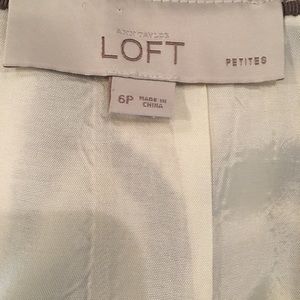 ANN TAYLOR
LOFT
PETITES
6P MADE IN
CHINA